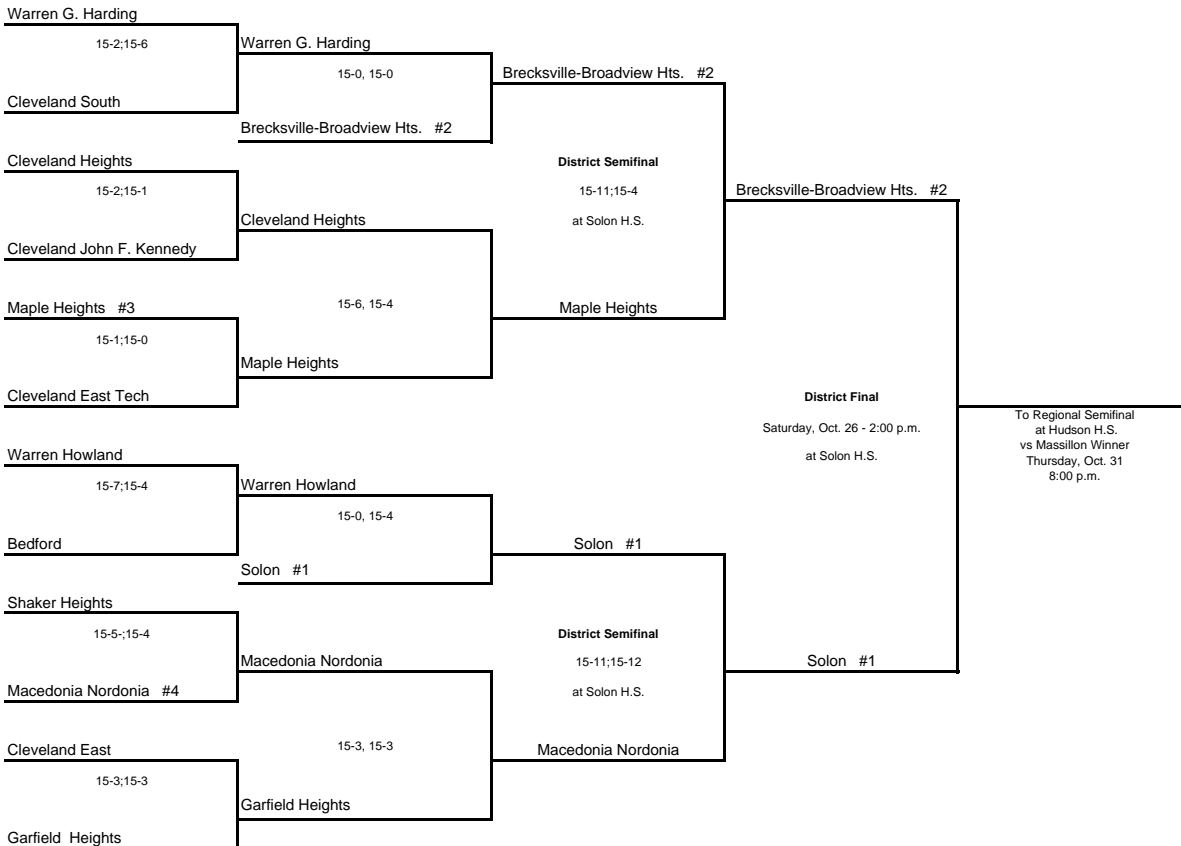 Warren G. Harding
15-2;15-6
Warren G. Harding
15-0, 15-0
Brecksville-Broadview Hts. #2
Cleveland South
Brecksville-Broadview Hts. #2
Cleveland Heights
District Semifinal
15-2;15-1
15-11;15-4
Brecksville-Broadview Hts. #2
Cleveland Heights
at Solon H.S.
Cleveland John F. Kennedy
Maple Heights #3
15-6, 15-4
Maple Heights
15-1;15-0
Maple Heights
Cleveland East Tech
District Final
To Regional Semifinal
at Hudson H.S.
Saturday, Oct. 26 - 2:00 p.m.
vs Massillon Winner
Warren Howland
at Solon H.S.
Thursday, Oct. 31
8:00 p.m.
15-7;15-4
Warren Howland
15-0, 15-4
Bedford
Solon #1
Solon #1
Shaker Heights
15-5-;15-4
District Semifinal
Macedonia Nordonia
15-11;15-12
Solon #1
Macedonia Nordonia #4
at Solon H.S.
Cleveland East
15-3, 15-3
Macedonia Nordonia
15-3;15-3
Garfield Heights
Garfield Heights